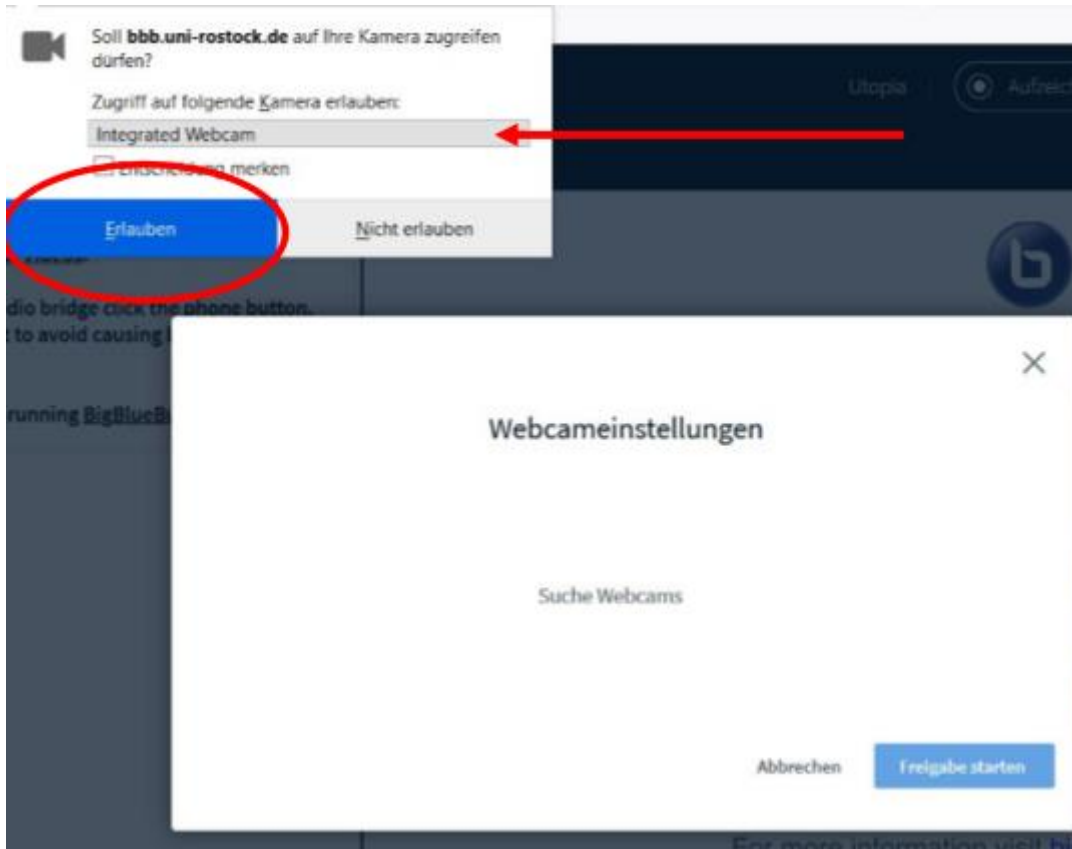 Soll bbb.uni-rostock.de auf Ihre Kamera zugreifen
dürfen?
Zugriff auf folgende Kamera erlauben:
Integrated Webcam
Entscheidung merken
Erlauben
Nicht erlauben
Utopia
dio bridge click the phone button.
to avoid causing
running BigBlueB
Webcameinstellungen
Suche Webcams
Abbrechen
Freigabe starten
For more information visit